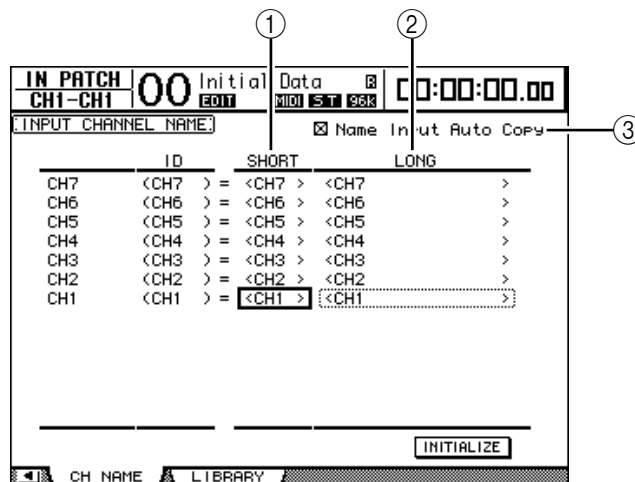 ① ②
IN PATCH 00 Initial Data R 00:00:00.00
CH1-CH1 EDIT MIDI ST 96k
INPUT CHANNEL NAME
Name Input Auto Copy ③
ID SHORT LONG
CH7 (CH7 ) = <CH7 > <CH7 >
CH6 (CH6 ) = <CH6 > <CH6 >
CH5 (CH5 ) = <CH5 > <CH5 >
CH4 (CH4 ) = <CH4 > <CH4 >
CH3 (CH3 ) = <CH3 > <CH3 >
CH2 (CH2 ) = <CH2 > <CH2 >
CH1 (CH1 ) = <CH1 > <CH1 >
INITIALIZE
CH NAME LIBRARY